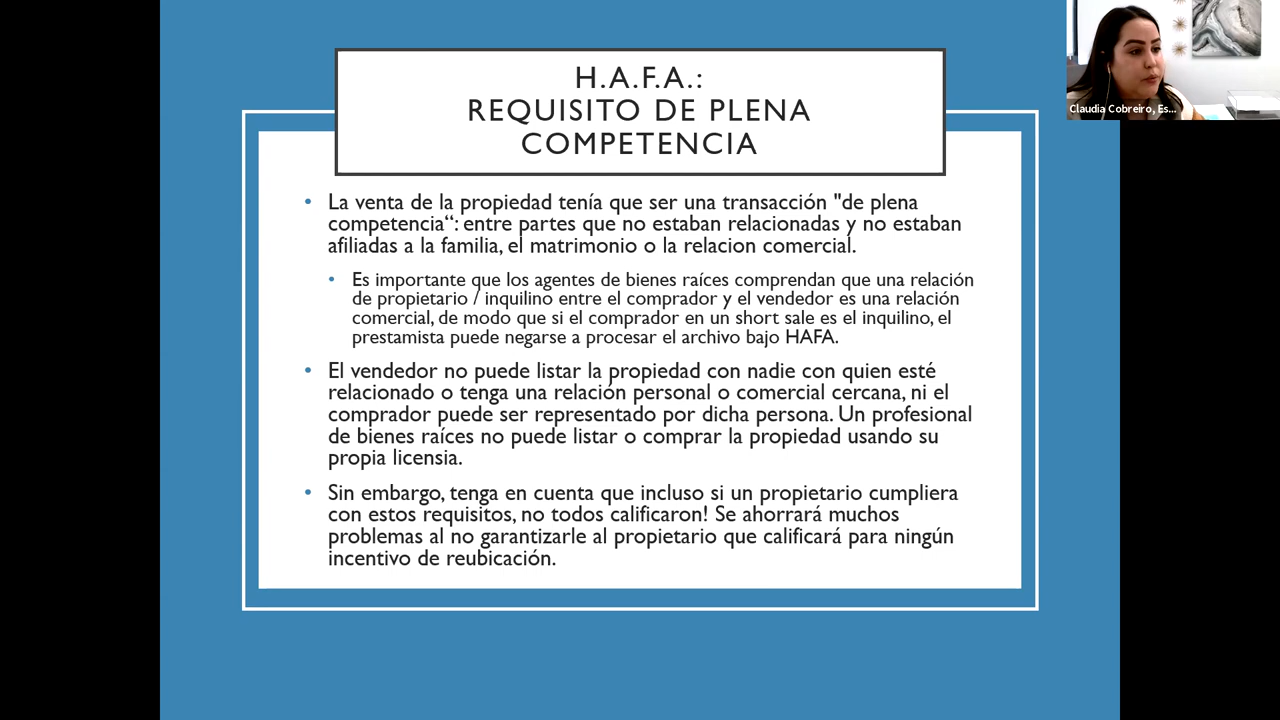 H.A.F.A.:
REQUISITO DE PLENA
COMPETENCIA
Claudia Cobreiro, Es...
• La venta de la propiedad tenía que ser una transacción "de plena
competencia“: entre partes que no estaban relacionadas y no estaban
afiliadas a la familia, el matrimonio o la relacion comercial.
• Es importante que los agentes de bienes raíces comprendan que una relación
de propietario / inquilino entre el comprador y el vendedor es una relación
comercial, de modo que si el comprador en un short sale es el inquilino, el
prestamista puede negarse a procesar el archivo bajo HAFA.
• El vendedor no puede listar la propiedad con nadie con quien esté
relacionado o tenga una relación personal o comercial cercana, ni el
comprador puede ser representado por dicha persona. Un profesional
de bienes raíces no puede listar o comprar la propiedad usando su
propia licensia.
• Sin embargo, tenga en cuenta que incluso si un propietario cumpliera
con estos requisitos, no todos calificaron! Se ahorrará muchos
problemas al no garantizarle al propietario que calificará para ningún
incentivo de reubicación.